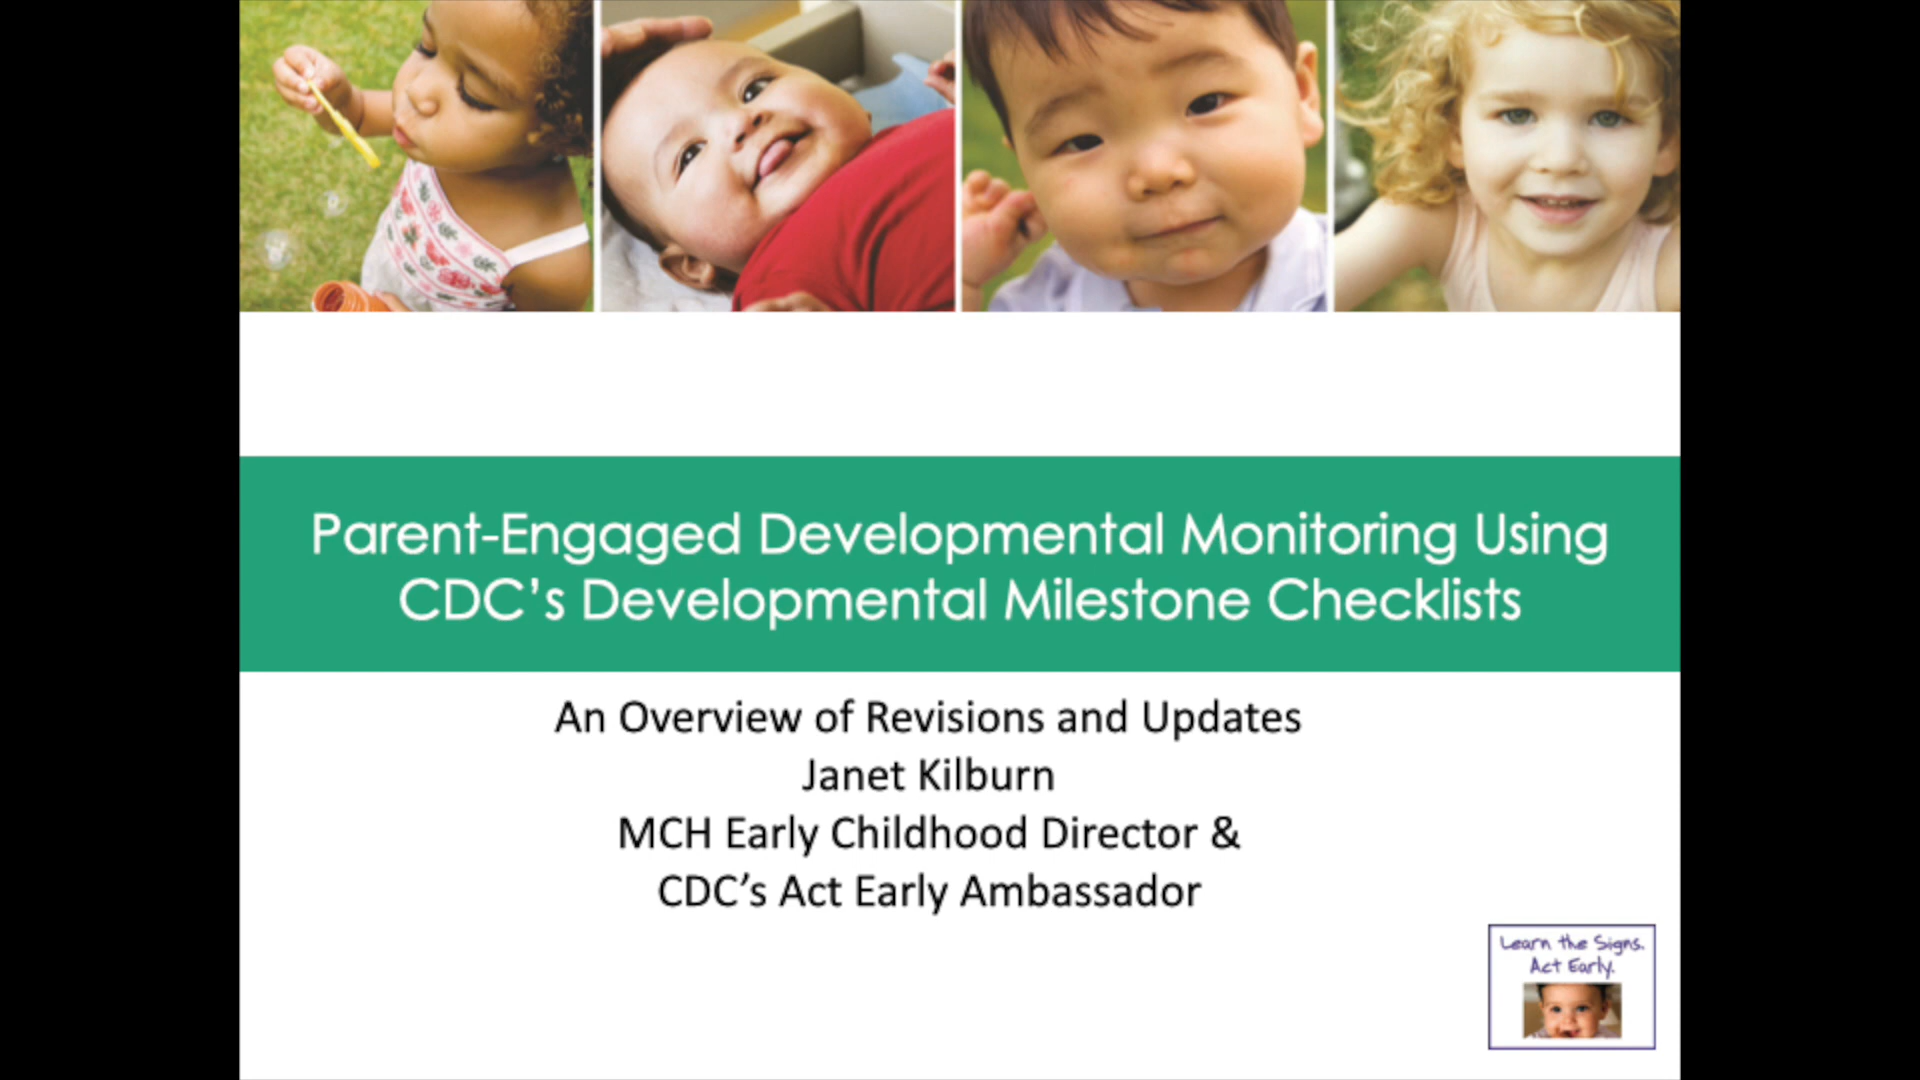 Parent-Engaged Developmental Monitoring Using
CDC’s Developmental Milestone Checklists
An Overview of Revisions and Updates
Janet Kilburn
MCH Early Childhood Director &
CDC’s Act Early Ambassador
Learn the Signs.
Act Early.